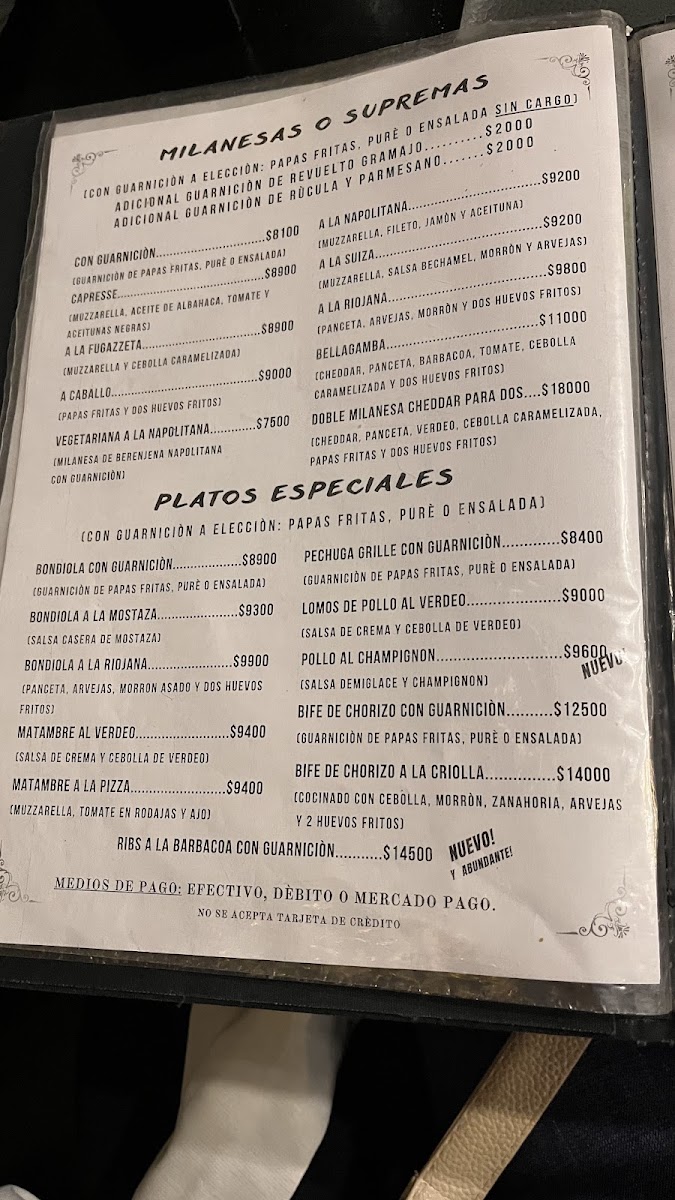 MILANESAS O SUPREMAS
(CON GUARNICIÒN A ELECCIÒN: PAPAS FRITAS, PURÈ O ENSALADA SIN CARGO)
ADICIONAL GUARNICIÒN DE REVUELTO GRAMAJO..........$2000
ADICIONAL GUARNICIÒN DE RÙCULA Y PARMESANO.......$2000
CON GUARNICIÒN.........................$8100
(GUARNICIÒN DE PAPAS FRITAS, PURÈ O ENSALADA)
CAPRESSE.................................$8900
(MUZZARELLA, ACEITE DE ALBAHACA, TOMATE Y
ACEITUNAS NEGRAS)
A LA FUGAZZETA..........................$8900
(MUZZARELLA Y CEBOLLA CARAMELIZADA)
A CABALLO.................................$9000
(PAPAS FRITAS Y DOS HUEVOS FRITOS)
VEGETARIANA A LA NAPOLITANA............$7500
(MILANESA DE BERENJENA NAPOLITANA
CON GUARNICIÒN)
A LA NAPOLITANA.............................$9200
(MUZZARELLA, FILETO, JAMÒN Y ACEITUNA)
A LA SUIZA....................................$9200
(MUZZARELLA, SALSA BECHAMEL, MORRÒN Y ARVEJAS)
A LA RIOJANA.................................$9800
(PANCETA, ARVEJAS, MORRÒN Y DOS HUEVOS FRITOS)
BELLAGAMBA.................................$11000
(CHEDDAR, PANCETA, BARBACOA, TOMATE, CEBOLLA
CARAMELIZADA Y DOS HUEVOS FRITOS)
DOBLE MILANESA CHEDDAR PARA DOS....$18000
(CHEDDAR, PANCETA, VERDEO, CEBOLLA CARAMELIZADA,
PAPAS FRITAS Y DOS HUEVOS FRITOS)
PLATOS ESPECIALES
(CON GUARNICIÒN A ELECCIÒN: PAPAS FRITAS, PURÈ O ENSALADA)
BONDIOLA CON GUARNICIÒN.................$8900
(GUARNICIÒN DE PAPAS FRITAS, PURÈ O ENSALADA)
BONDIOLA A LA MOSTAZA....................$9300
(SALSA CASERA DE MOSTAZA)
BONDIOLA A LA RIOJANA.....................$9900
(PANCETA, ARVEJAS, MORRON ASADO Y DOS HUEVOS
FRITOS)
MATAMBRE AL VERDEO.......................$9400
(SALSA DE CREMA Y CEBOLLA DE VERDEO)
MATAMBRE A LA PIZZA.......................$9400
(MUZZARELLA, TOMATE EN RODAJAS Y AJO)
PECHUGA GRILLE CON GUARNICIÒN............$8400
(GUARNICIÒN DE PAPAS FRITAS, PURÈ O ENSALADA)
LOMOS DE POLLO AL VERDEO...................$9000
(SALSA DE CREMA Y CEBOLLA DE VERDEO)
POLLO AL CHAMPIGNON.........................$9600
NUEVO!
(SALSA DEMIGLACE Y CHAMPIGNON)
BIFE DE CHORIZO CON GUARNICIÒN.........$12500
(GUARNICIÒN DE PAPAS FRITAS, PURÈ O ENSALADA)
BIFE DE CHORIZO A LA CRIOLLA..............$14000
(COCINADO CON CEBOLLA, MORRÒN, ZANAHORIA, ARVEJAS
Y 2 HUEVOS FRITOS)
RIBS A LA BARBACOA CON GUARNICIÒN...........$14500
NUEVO!
Y ABUNDANTE!
MEDIOS DE PAGO: EFECTIVO, DÈBITO O MERCADO PAGO.
NO SE ACEPTA TARJETA DE CRÈDITO